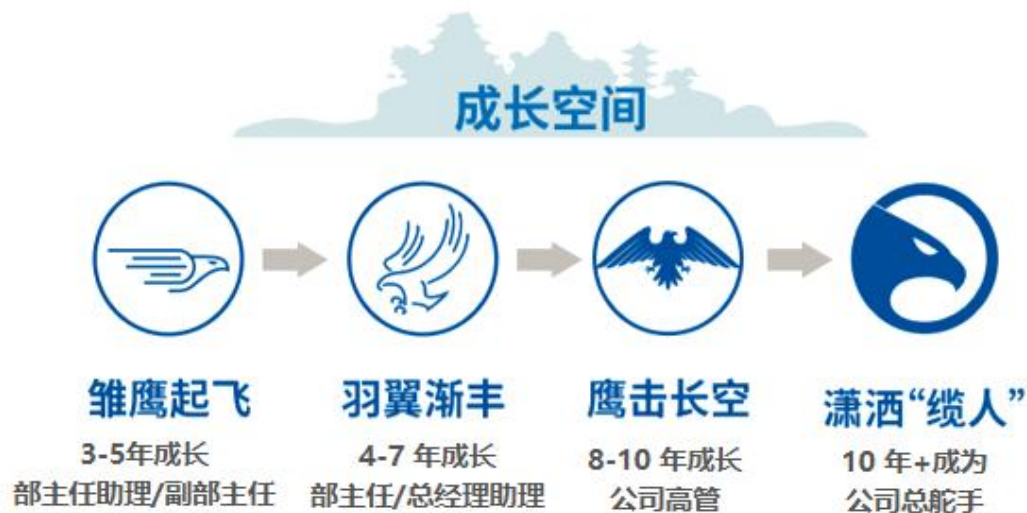 成长空间
雏鹰起飞
3-5年成长
部主任助理/副部主任
羽翼渐丰
4-7 年成长
部主任/总经理助理
鹰击长空
8-10 年成长
公司高管
潇洒“缆人”
10 年+成为
公司总舵手